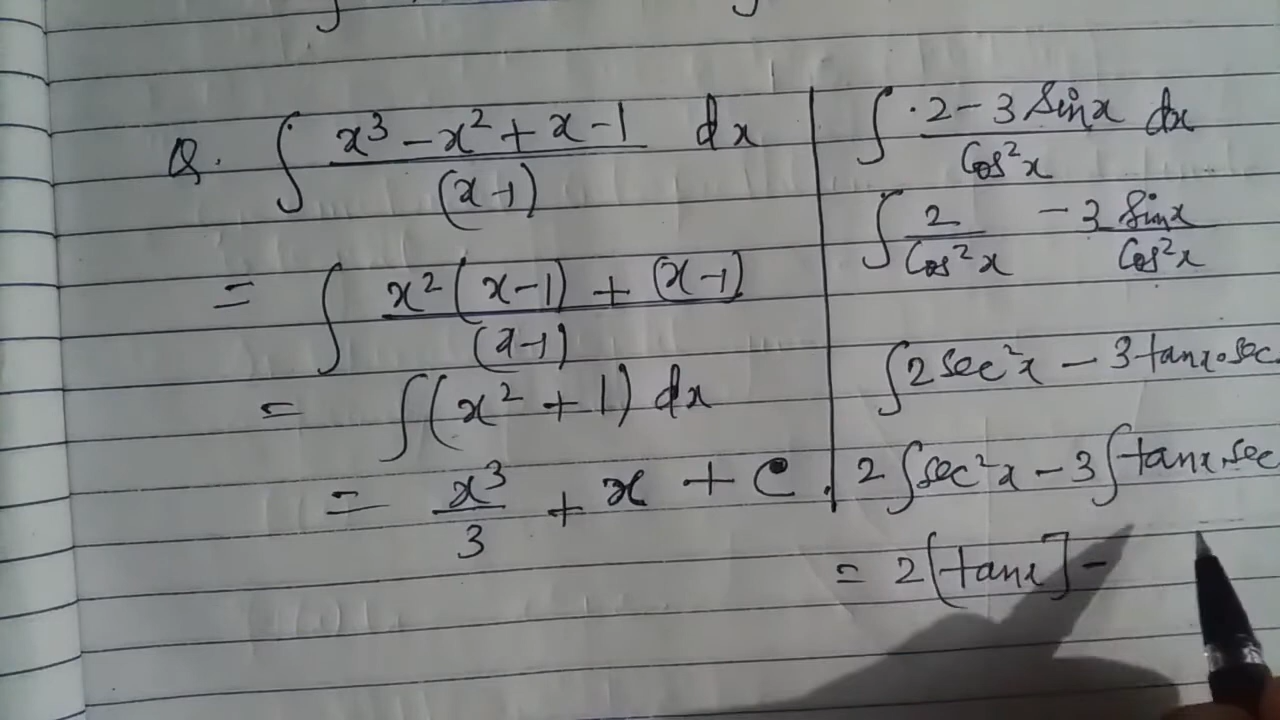 Q. ∫ x³ - x² + x - 1 / (x-1) dx
= ∫ x²(x-1) + (x-1) / (x-1)
= ∫(x² + 1) dx
= x³/3 + x + c.
∫ . 2 - 3 Sinx / Cos²x dx
∫ 2 / Cos²x - 3 Sinx / Cos²x
∫2 sec²x - 3 tanx.sec
2∫sec²x - 3∫tanx.sec
= 2[tanx] -